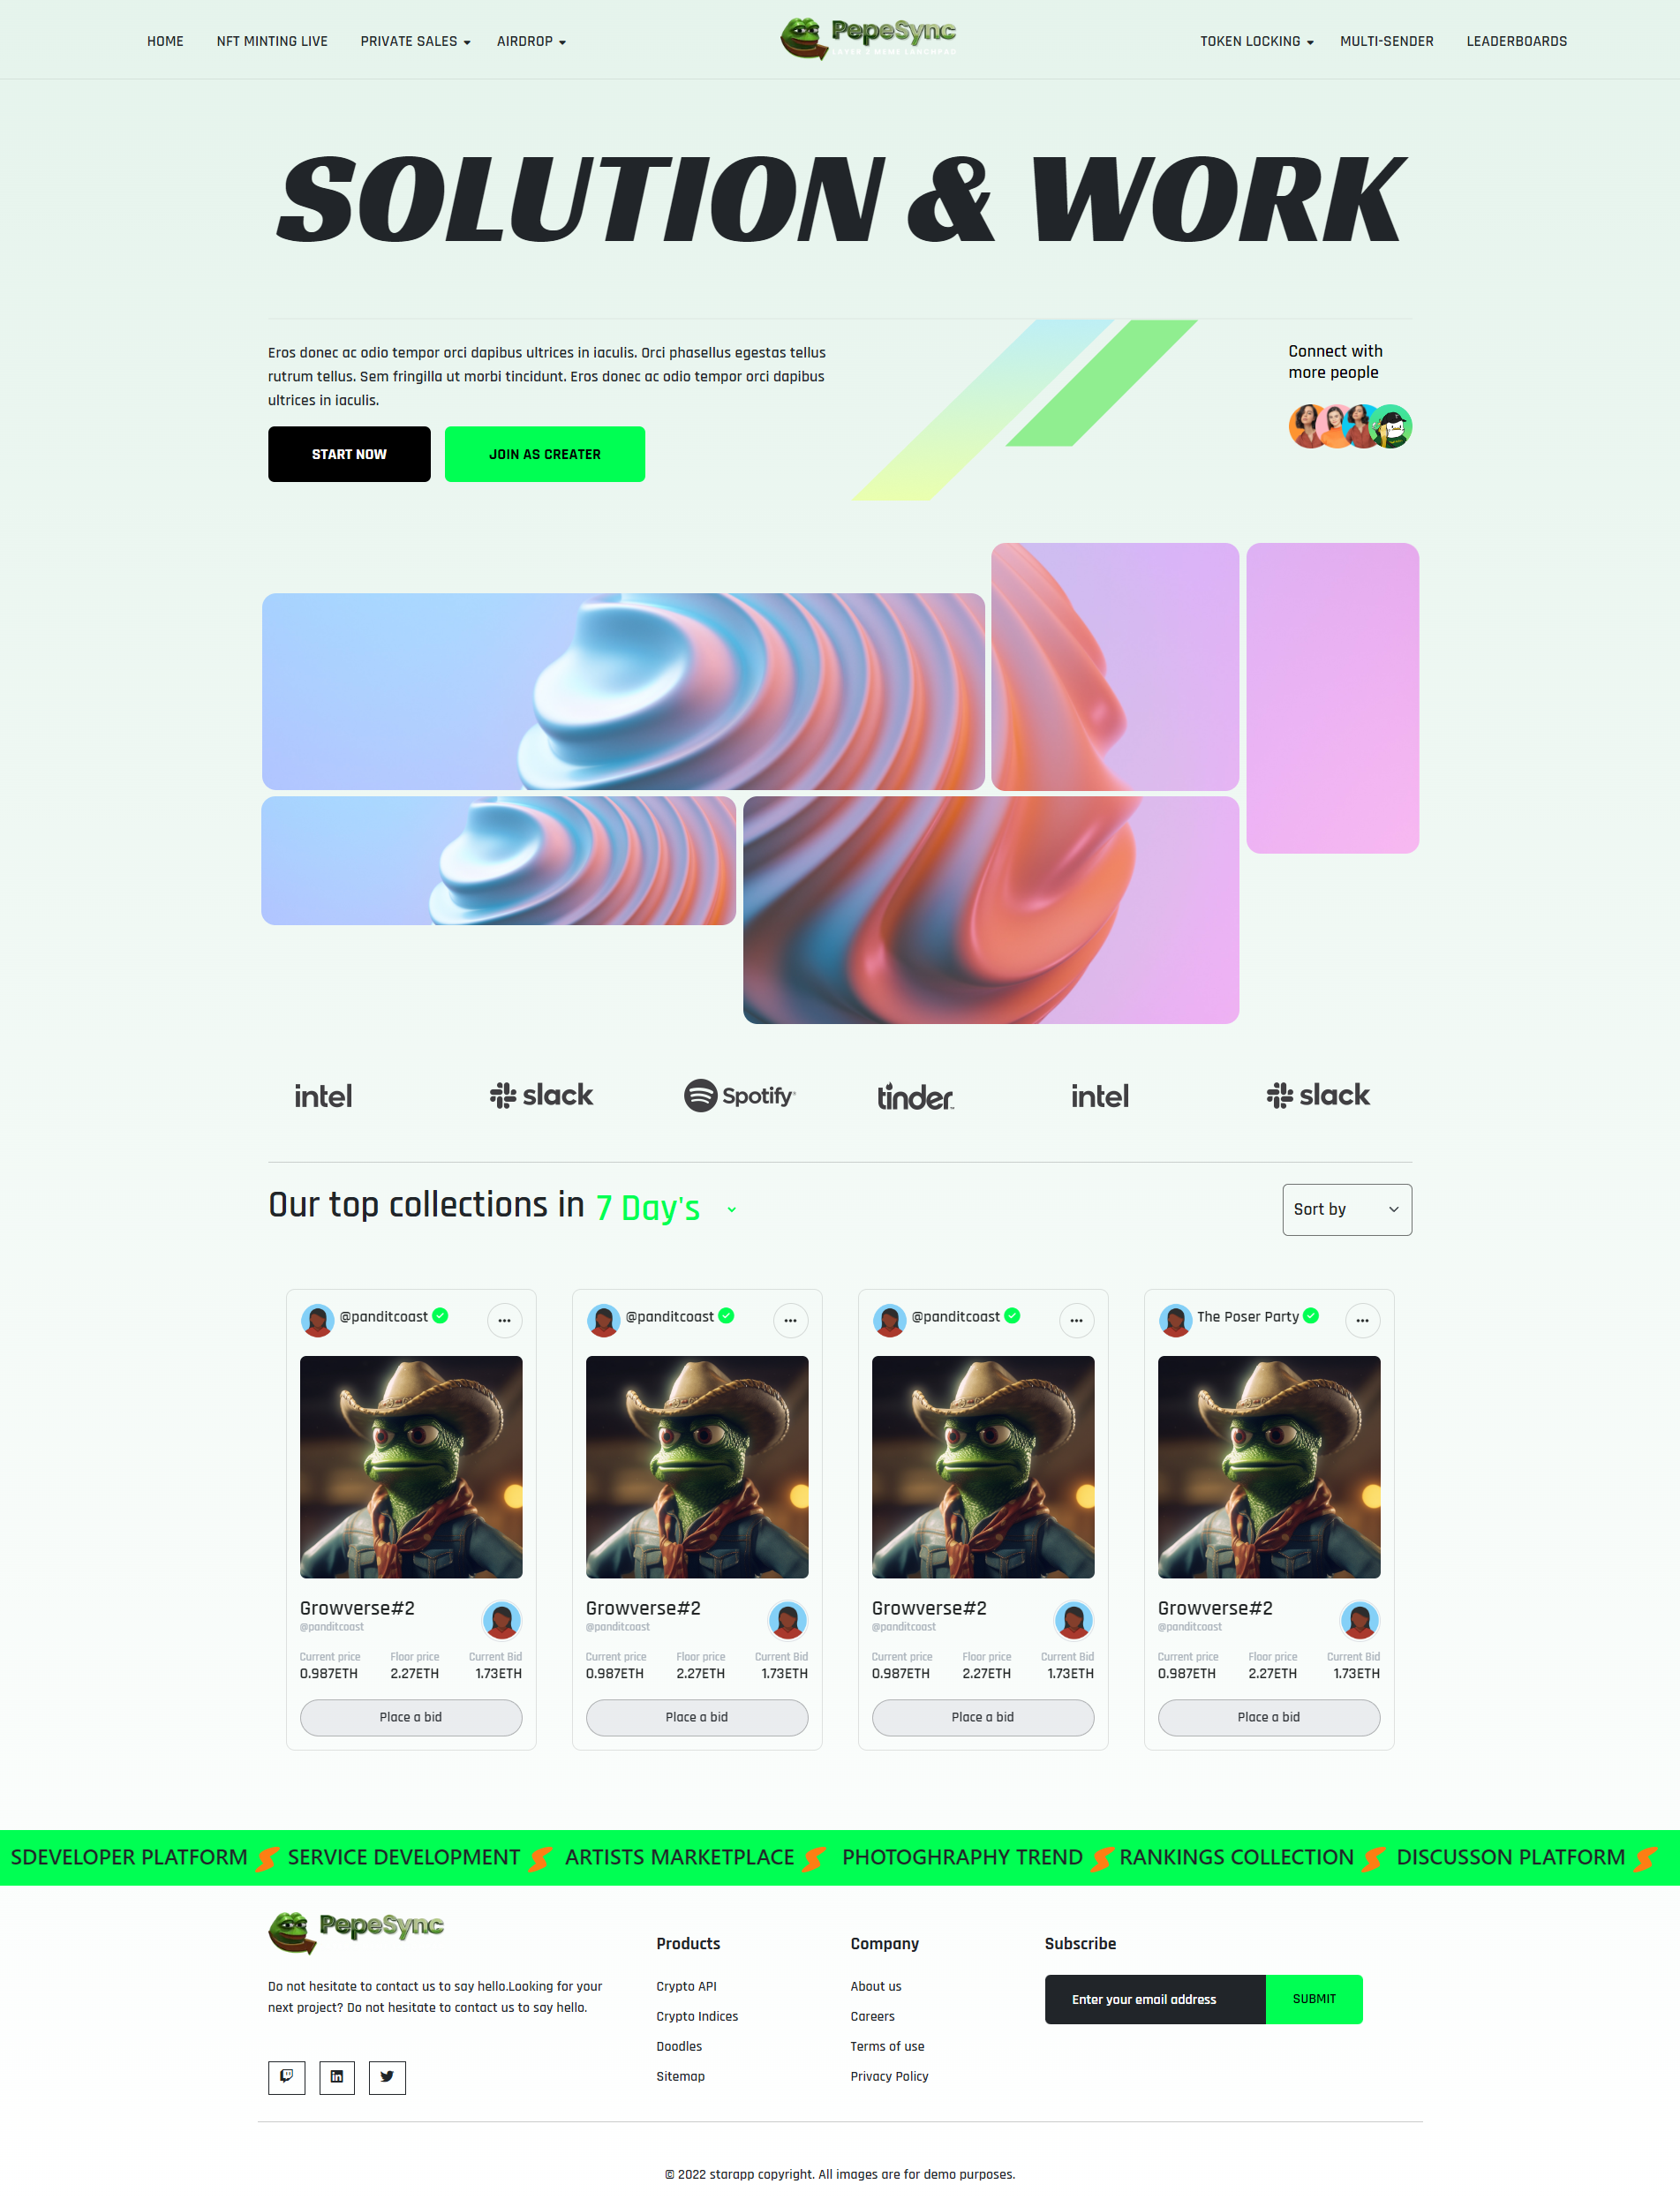 HOME
NFT MINTING LIVE
PRIVATE SALES
AIRDROP
PepeSync
TOKEN LOCKING
MULTI-SENDER
LEADERBOARDS
SOLUTION & WORK
Eros donec ac odio tempor orci dapibus ultrices in iaculis. Orci phasellus egestas tellus
rutrum tellus. Sem fringilla ut morbi tincidunt. Eros donec ac odio tempor orci dapibus
ultrices in iaculis.
START NOW
JOIN AS CREATER
Connect with
more people
intel
slack
Spotify
tinder
intel
slack
Our top collections in 7 Day's
Sort by
@panditcoast
@panditcoast
@panditcoast
The Poser Party
Growverse#2
@panditcoast
Current price
Floor price
Current Bid
0.987ETH
2.27ETH
1.73ETH
Place a bid
Growverse#2
@panditcoast
Current price
Floor price
Current Bid
0.987ETH
2.27ETH
1.73ETH
Place a bid
Growverse#2
@panditcoast
Current price
Floor price
Current Bid
0.987ETH
2.27ETH
1.73ETH
Place a bid
Growverse#2
@panditcoast
Current price
Floor price
Current Bid
0.987ETH
2.27ETH
1.73ETH
Place a bid
SDEVELOPER PLATFORM
SERVICE DEVELOPMENT
ARTISTS MARKETPLACE
PHOTOGHRAPHY TREND
RANKINGS COLLECTION
DISCUSSON PLATFORM
PepeSync
Do not hesitate to contact us to say hello.Looking for your
next project? Do not hesitate to contact us to say hello.
Products
Crypto API
Crypto Indices
Doodles
Sitemap
Company
About us
Careers
Terms of use
Privacy Policy
Subscribe
Enter your email address
SUBMIT
© 2022 starapp copyright. All images are for demo purposes.